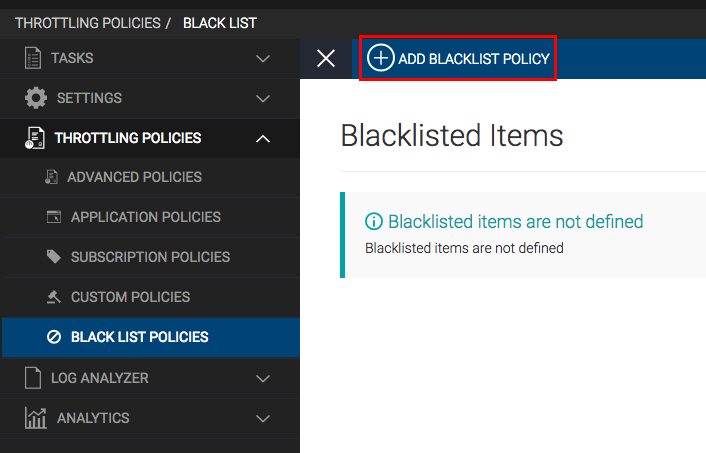 THROTTLING POLICIES / BLACK LIST
TASKS
SETTINGS
THROTTLING POLICIES
ADVANCED POLICIES
APPLICATION POLICIES
SUBSCRIPTION POLICIES
CUSTOM POLICIES
BLACK LIST POLICIES
LOG ANALYZER
ANALYTICS
ADD BLACKLIST POLICY
Blacklisted Items
Blacklisted items are not defined
Blacklisted items are not defined